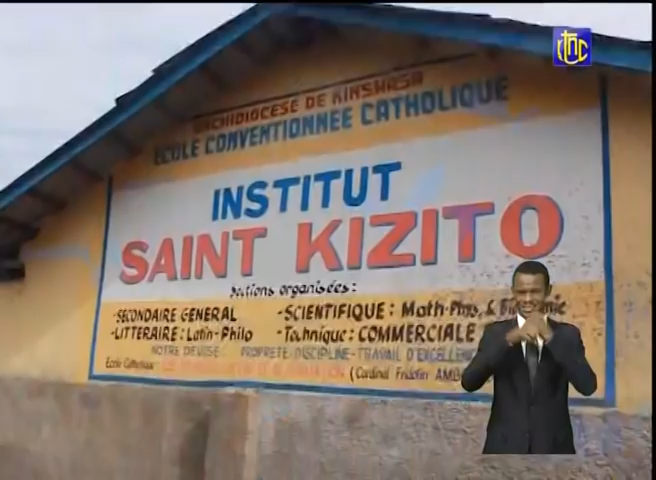 ARCHIDIOCESE DE KINSHASA
ECOLE CONVENTIONNEE CATHOLIQUE
INSTITUT
SAINT KIZITO
Sections organisées:
-SECONDAIRE GENERAL
-SCIENTIFIQUE: Math-Phys.
-LITTERAIRE: Latin-Philo
-TECHNIQUE: COMMERCIALE
NOTRE DEVISE: PROPRETE DISCIPLINE-TRAVAIL D'EXCELLENCE
(Cardinal Fridolin